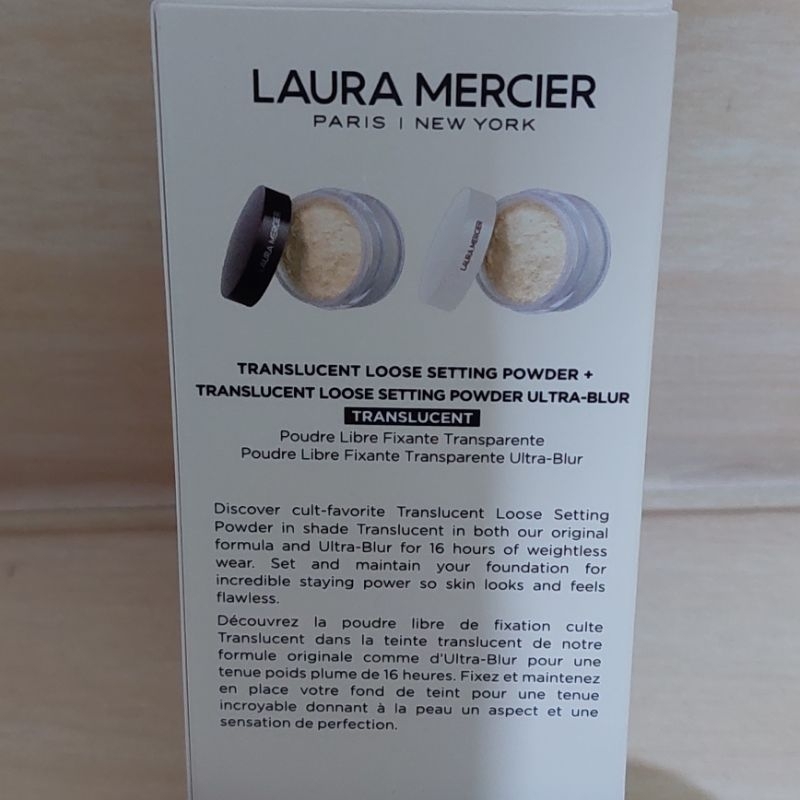 LAURA MERCIER
PARIS | NEW YORK
LAURA MERCIER
LAURA MERCIER
TRANSLUCENT LOOSE SETTING POWDER +
TRANSLUCENT LOOSE SETTING POWDER ULTRA-BLUR
TRANSLUCENT
Poudre Libre Fixante Transparente
Poudre Libre Fixante Transparente Ultra-Blur
Discover cult-favorite Translucent Loose Setting
Powder in shade Translucent in both our original
formula and Ultra-Blur for 16 hours of weightless
wear. Set and maintain your foundation for
incredible staying power so skin looks and feels
flawless.
Découvrez la poudre libre de fixation culte
Translucent dans la teinte translucent de notre
formule originale comme d'Ultra-Blur pour une
tenue poids plume de 16 heures. Fixez et maintenez
en place votre fond de teint pour une tenue
incroyable donnant à la peau un aspect et une
sensation de perfection.